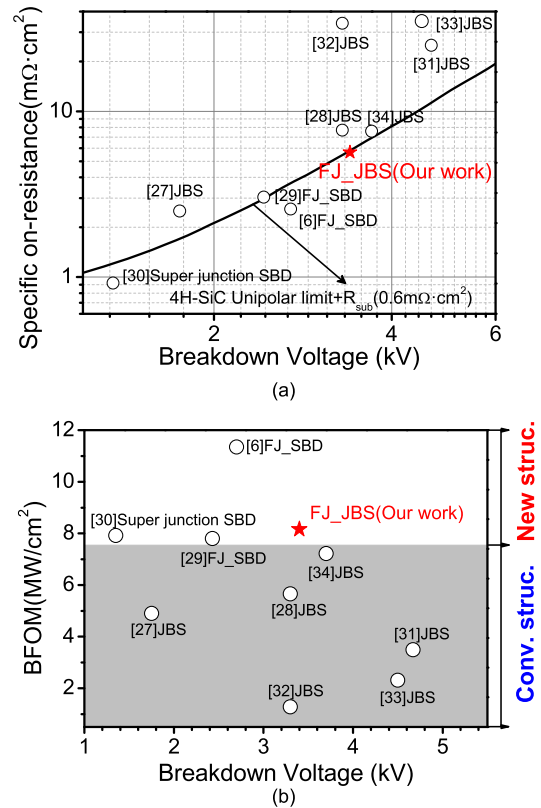 Specific on-resistance(mΩ·cm²)
10
1
[33]JBS
[32]JBS
[31]JBS
[28]JBS
[34]JBS
FJ_JBS(Our work)
[27]JBS
[29]FJ_SBD
[6]FJ_SBD
[30]Super junction SBD
4H-SiC Unipolar limit+Rsub(0.6mΩ·cm²)
2 4 6
Breakdown Voltage (kV)
(a)
BFOM(MW/cm²)
12
10
8
6
4
2
[6]FJ_SBD
[30]Super junction SBD
FJ_JBS(Our work)
[29]FJ_SBD
[34]JBS
[28]JBS
[27]JBS
[31]JBS
[33]JBS
[32]JBS
New struc.
Conv. struc.
1 2 3 4 5
Breakdown Voltage (kV)
(b)